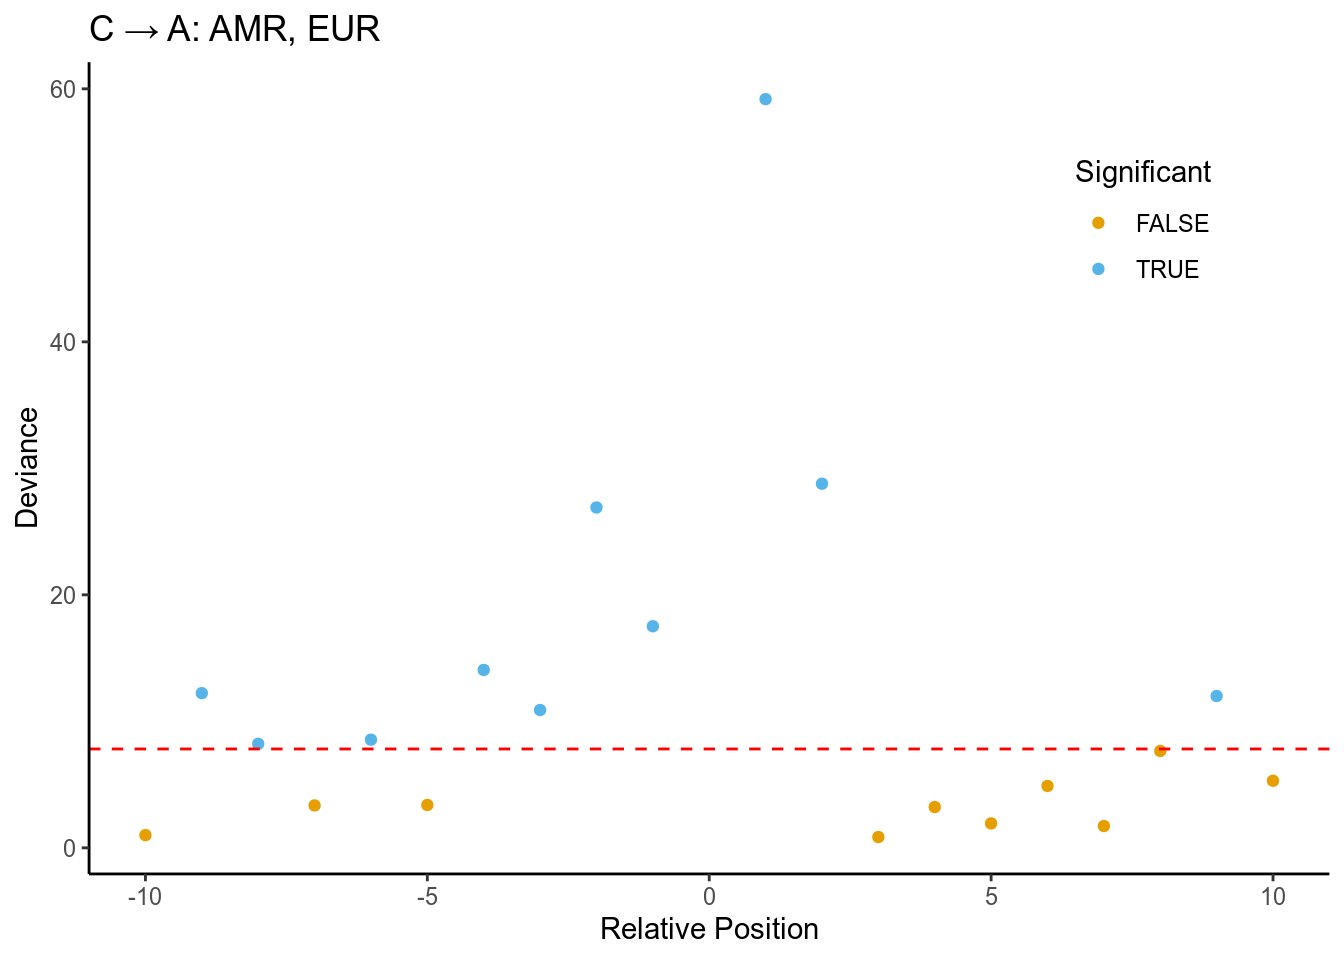 C → A: AMR, EUR
60
40
20
0
Deviance
-10
-5
0
5
10
Relative Position
Significant
FALSE
TRUE